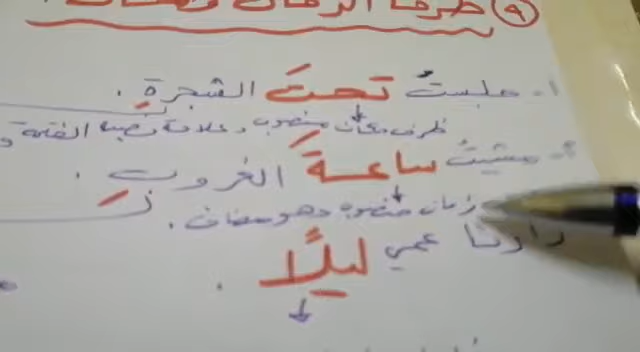 ٩ ظرفا الزمان والمكان :
١- جلستُ تحتَ الشجرةِ .
ظرف مكان منصوب وعلامة نصبه الفتحة و
٢- مشيتُ ساعةَ الغروبِ .
زمان منصوب وهو مضاف .
زارنا عمي ليلًا .